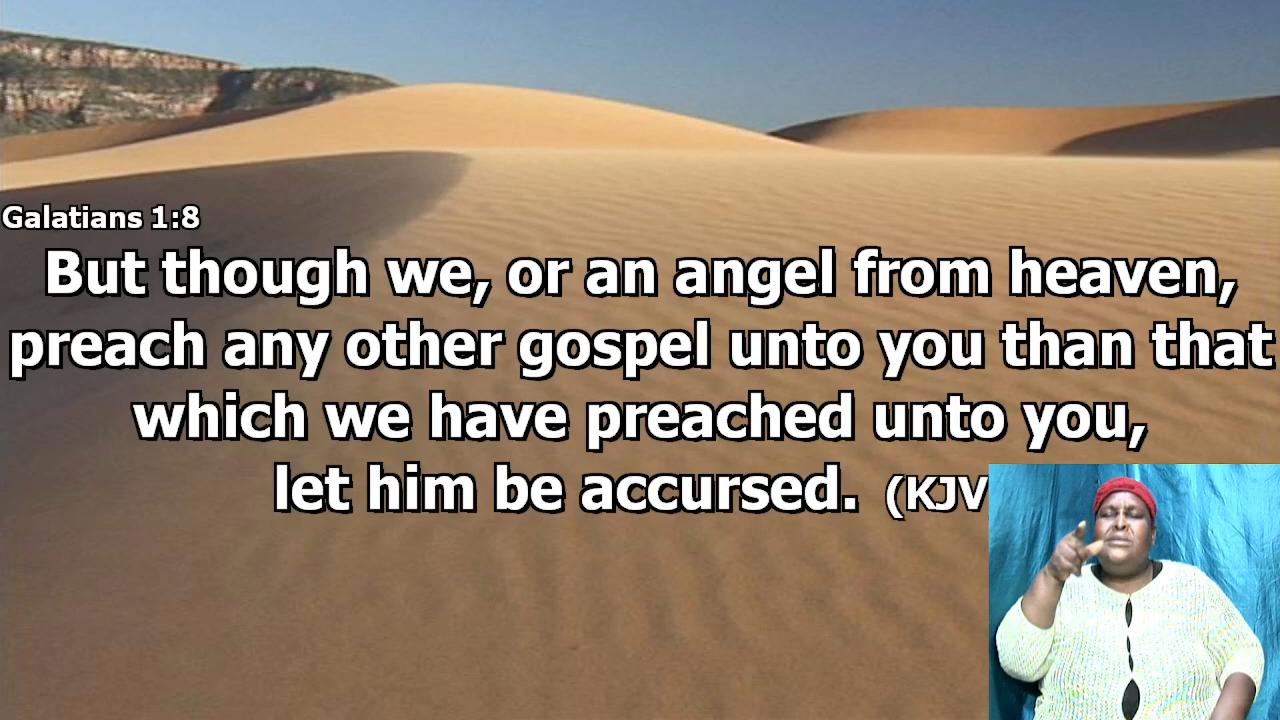 Galatians 1:8
But though we, or an angel from heaven,
preach any other gospel unto you than that
which we have preached unto you,
let him be accursed. (KJV